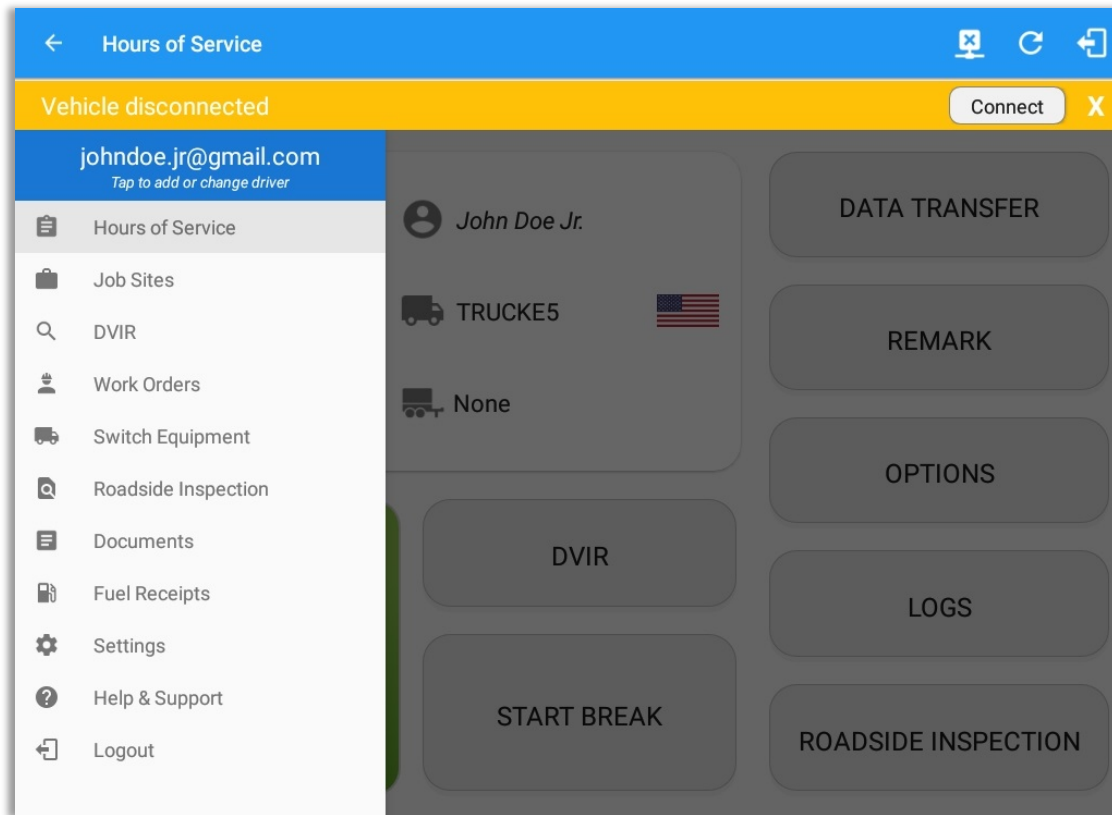 Hours of Service
Vehicle disconnected
Connect
X
johndoe.jr@gmail.com
Tap to add or change driver
Hours of Service
Job Sites
DVIR
Work Orders
Switch Equipment
Roadside Inspection
Documents
Fuel Receipts
Settings
Help & Support
Logout
John Doe Jr.
TRUCKE5
None
DVIR
START BREAK
DATA TRANSFER
REMARK
OPTIONS
LOGS
ROADSIDE INSPECTION